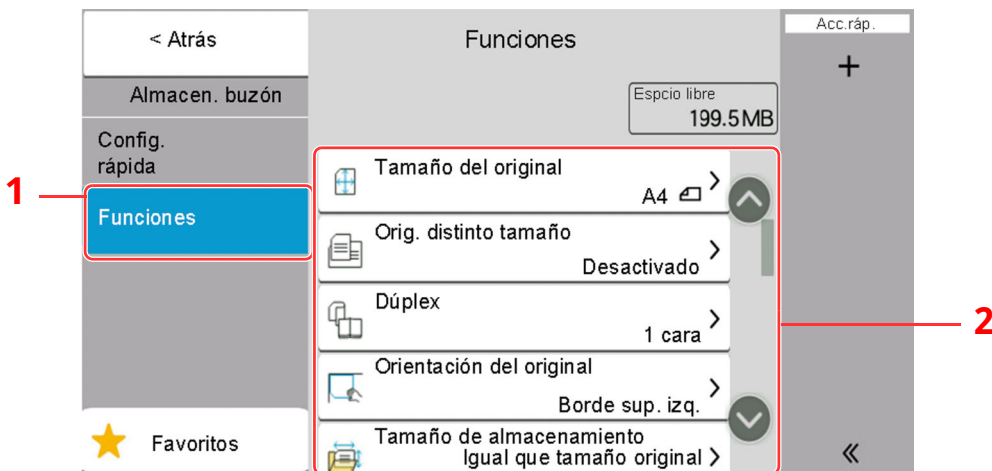 < Atrás
Funciones
Acc.ráp.
+
Almacen. buzón
Espcio libre
199.5MB
Config.
rápida
1
Funciones
Tamaño del original
A4
Orig. distinto tamaño
Desactivado
Dúplex
1 cara
2
Orientación del original
Borde sup. izq.
Tamaño de almacenamiento
Igual que tamaño original
Favoritos